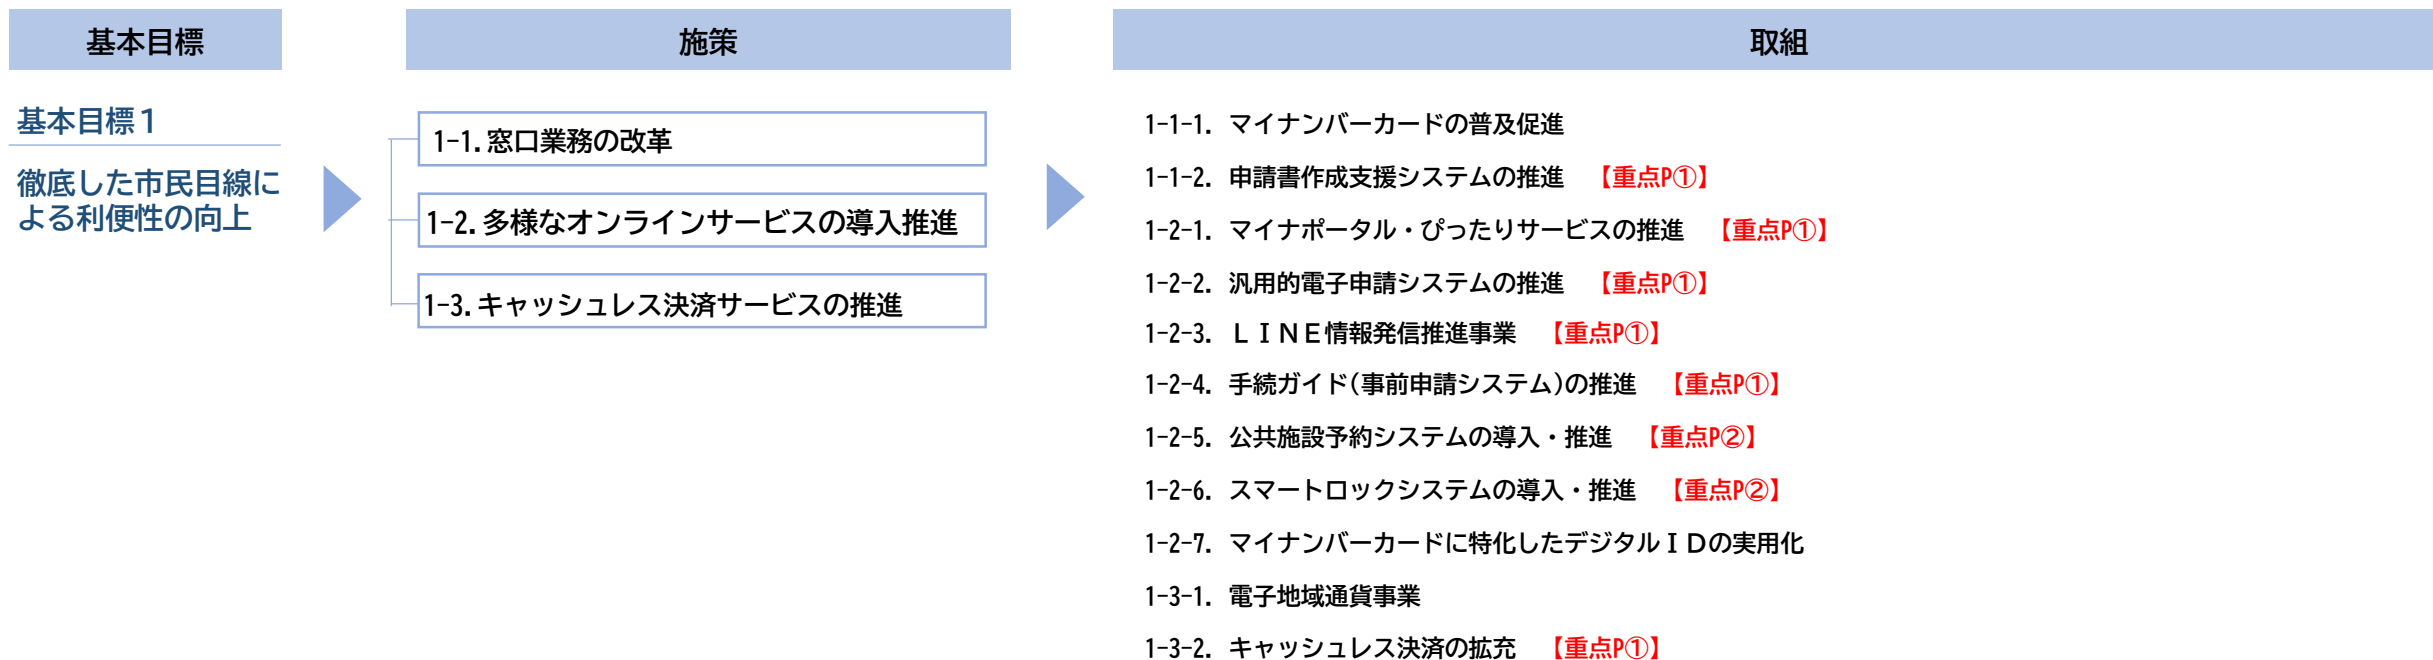 基本目標
施策
取組
基本目標１
徹底した市民目線に
よる利便性の向上
1-1.窓口業務の改革
1-2.多様なオンラインサービスの導入推進
1-3.キャッシュレス決済サービスの推進
1-1-1. マイナンバーカードの普及促進
1-1-2. 申請書作成支援システムの推進 【重点P①】
1-2-1. マイナポータル・ぴったりサービスの推進 【重点P①】
1-2-2. 汎用的電子申請システムの推進 【重点P①】
1-2-3. ＬＩＮＥ情報発信推進事業 【重点P①】
1-2-4. 手続ガイド(事前申請システム)の推進 【重点P①】
1-2-5. 公共施設予約システムの導入・推進 【重点P②】
1-2-6. スマートロックシステムの導入・推進 【重点P②】
1-2-7. マイナンバーカードに特化したデジタルＩＤの実用化
1-3-1. 電子地域通貨事業
1-3-2. キャッシュレス決済の拡充 【重点P①】